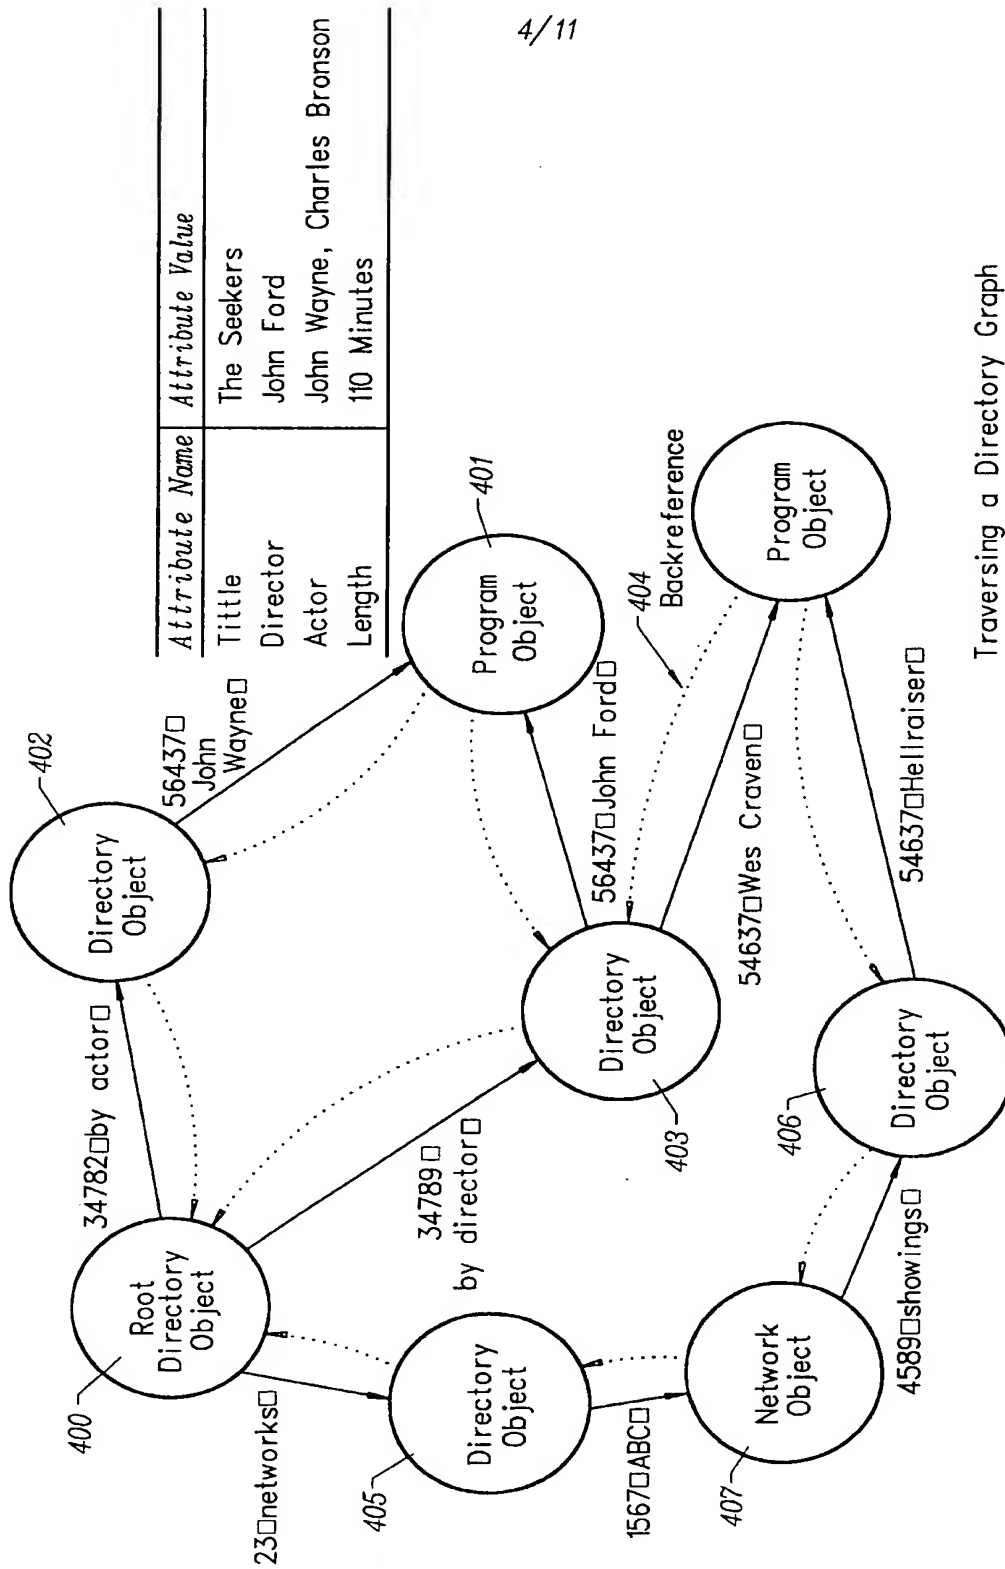 4/11
Attribute Name Attribute Value
Tittle The Seekers
Director John Ford
Actor John Wayne, Charles Bronson
Length 110 Minutes
400
Root
Directory
Object
34782□by actor□
402
Directory
Object
56437□
John
Wayne□
401
Program
Object
23□networks□
34789□
by director□
403
Directory
Object
56437□John Ford□
404
Backreference
405
Directory
Object
54637□Wes Craven□
Program
Object
1567□ABC□
407
Network
Object
4589□showings□
406
Directory
Object
54637□Hellraiser□
Traversing a Directory Graph